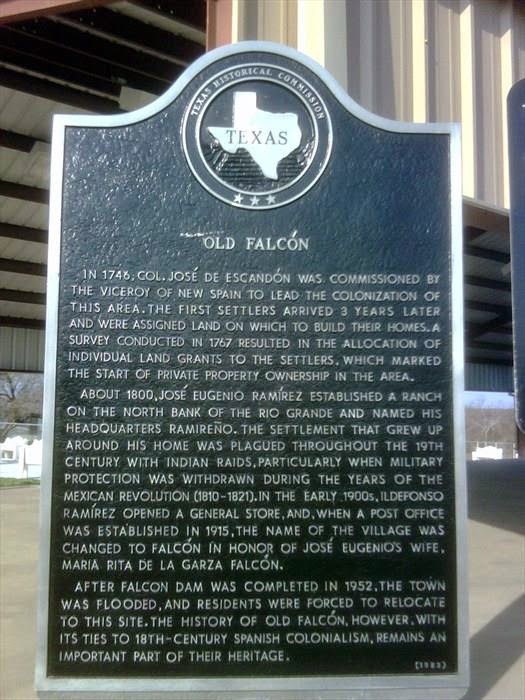 TEXAS HISTORICAL COMMISSION
TEXAS
OLD FALCÓN
IN 1746, COL. JOSÉ DE ESCANDÓN WAS COMMISSIONED BY
THE VICEROY OF NEW SPAIN TO LEAD THE COLONIZATION OF
THIS AREA. THE FIRST SETTLERS ARRIVED 3 YEARS LATER
AND WERE ASSIGNED LAND ON WHICH TO BUILD THEIR HOMES. A
SURVEY CONDUCTED IN 1767 RESULTED IN THE ALLOCATION OF
INDIVIDUAL LAND GRANTS TO THE SETTLERS, WHICH MARKED
THE START OF PRIVATE PROPERTY OWNERSHIP IN THE AREA.
ABOUT 1800, JOSÉ EUGENIO RAMÍREZ ESTABLISHED A RANCH
ON THE NORTH BANK OF THE RIO GRANDE AND NAMED HIS
HEADQUARTERS RAMIREÑO. THE SETTLEMENT THAT GREW UP
AROUND HIS HOME WAS PLAGUED THROUGHOUT THE 19TH
CENTURY WITH INDIAN RAIDS, PARTICULARLY WHEN MILITARY
PROTECTION WAS WITHDRAWN DURING THE YEARS OF THE
MEXICAN REVOLUTION (1810-1821). IN THE EARLY 1900s, ILDEFONSO
RAMÍREZ OPENED A GENERAL STORE, AND, WHEN A POST OFFICE
WAS ESTABLISHED IN 1915, THE NAME OF THE VILLAGE WAS
CHANGED TO FALCÓN IN HONOR OF JOSÉ EUGENIO'S WIFE,
MARIA RITA DE LA GARZA FALCÓN.
AFTER FALCON DAM WAS COMPLETED IN 1952, THE TOWN
WAS FLOODED, AND RESIDENTS WERE FORCED TO RELOCATE
TO THIS SITE. THE HISTORY OF OLD FALCÓN, HOWEVER, WITH
ITS TIES TO 18TH-CENTURY SPANISH COLONIALISM, REMAINS AN
IMPORTANT PART OF THEIR HERITAGE.